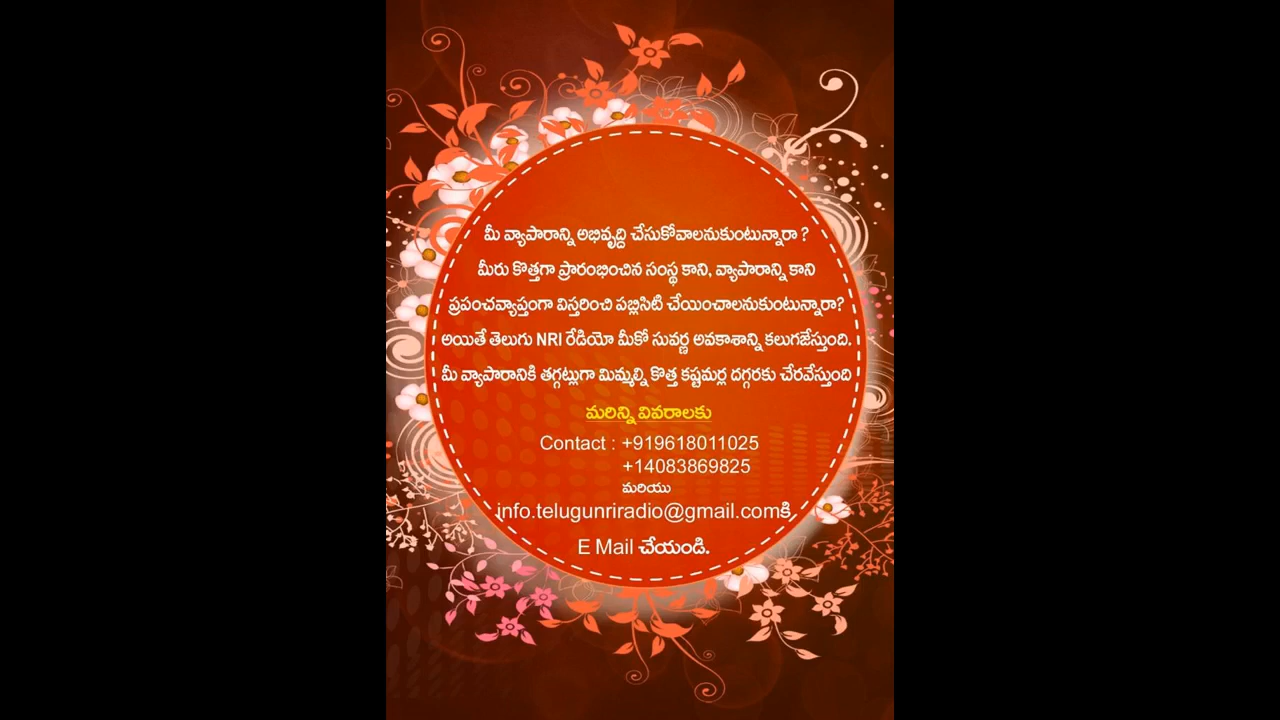 మీ వ్యాపారాన్ని అభివృద్ది చేసుకోవాలనుకుంటున్నారా ?
మీరు కొత్తగా ప్రారంభించిన సంస్థ కాని, వ్యాపారాన్ని కాని
ప్రపంచవ్యాప్తంగా విస్తరించి పబ్లిసిటి చేయించాలనుకుంటున్నారా?
అయితే తెలుగు NRI రేడియో మీకో సువర్ణ అవకాశాన్ని కలుగజేస్తుంది.
మీ వ్యాపారానికి తగ్గట్లుగా మిమ్మల్ని కొత్త కష్టమర్ల దగ్గరకు చేరవేస్తుంది
మరిన్ని వివరాలకు
Contact : +919618011025
+14083869825
మరియు
info.telugunriradio@gmail.comకి
E Mail చేయండి.